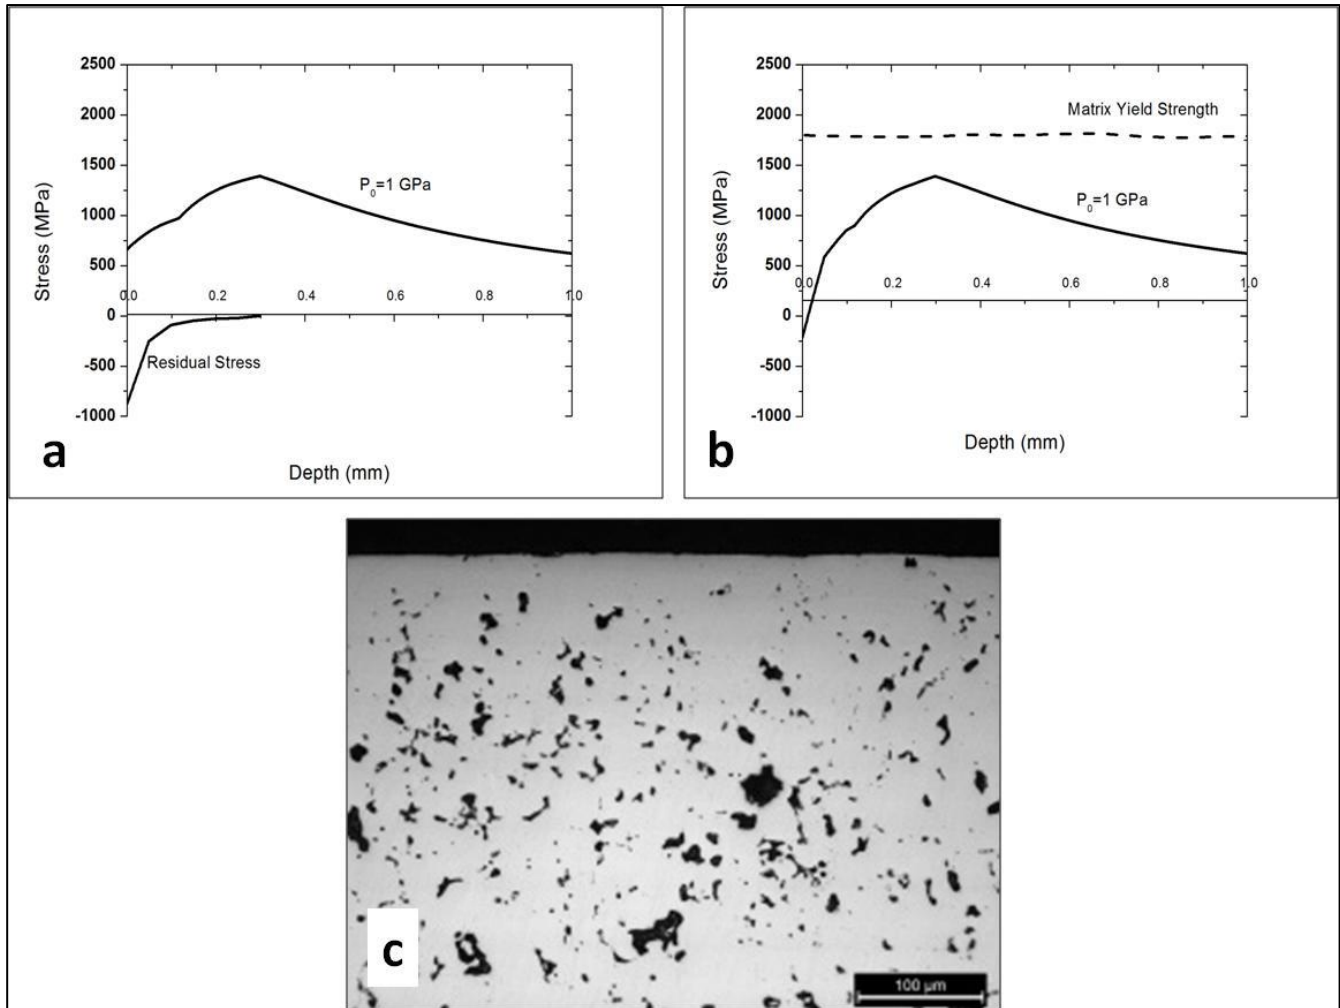 2500
2000
1500
1000
500
0
-500
-1000
Stress (MPa)
P0=1 GPa
0.0 0.2 0.4 0.6 0.8 1.0
Residual Stress
a
Depth (mm)
2500
2000
1500
1000
500
0
-500
-1000
Stress (MPa)
Matrix Yield Strength
P0=1 GPa
0.0 0.2 0.4 0.6 0.8 1.0
b
Depth (mm)
c
100 µm